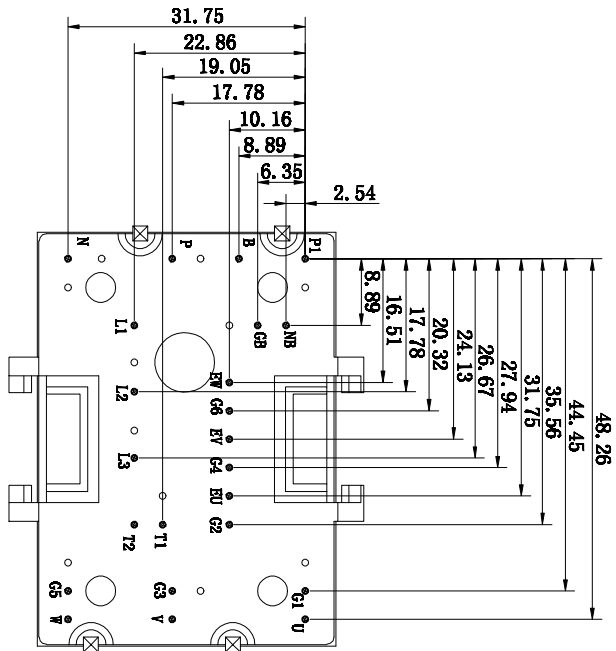 31.75
22.86
19.05
17.78
10.16
8.89
6.35
2.54
N
P
B
P1
8.89
16.51
17.78
20.32
24.13
26.67
27.94
31.75
35.56
44.45
48.26
L1
GB
NB
EW
L2
G6
EV
L3
G4
EU
T2
T1
G2
G5
G3
G1
W
V
U